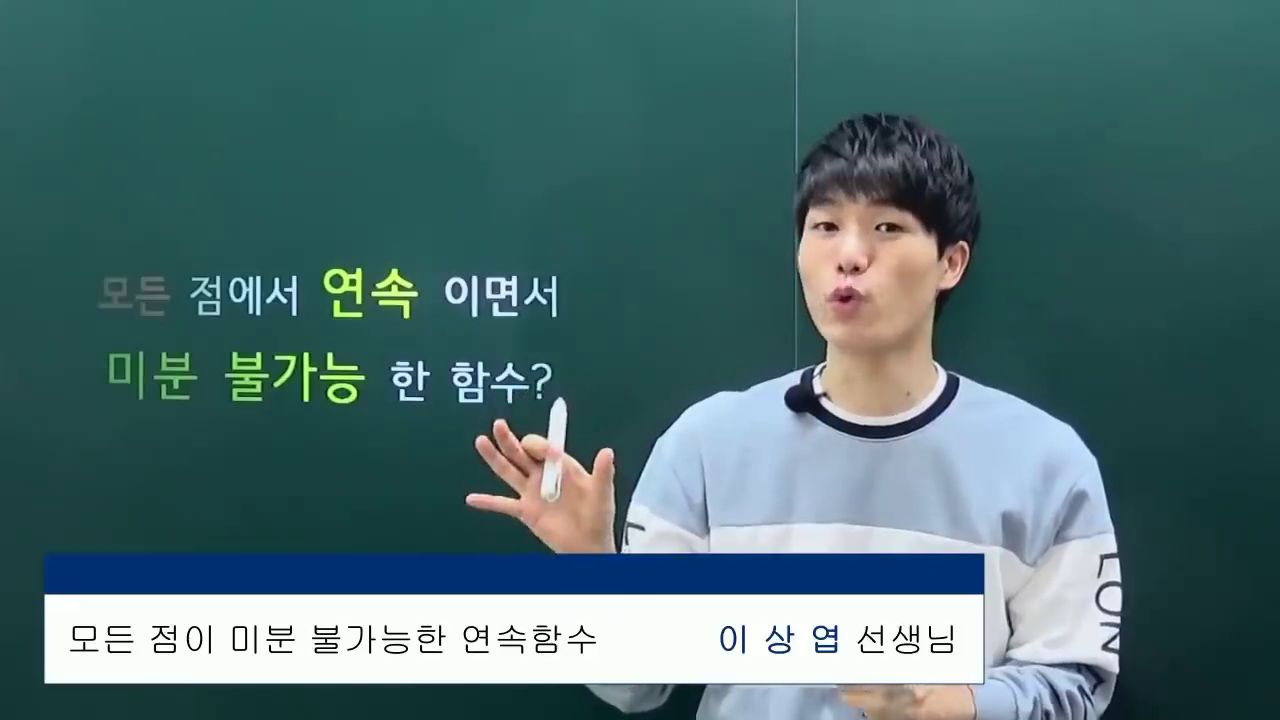 모든 점에서 연속 이면서
미분 불가능 한 함수?
모든 점이 미분 불가능한 연속함수
이 상 엽 선생님
LON